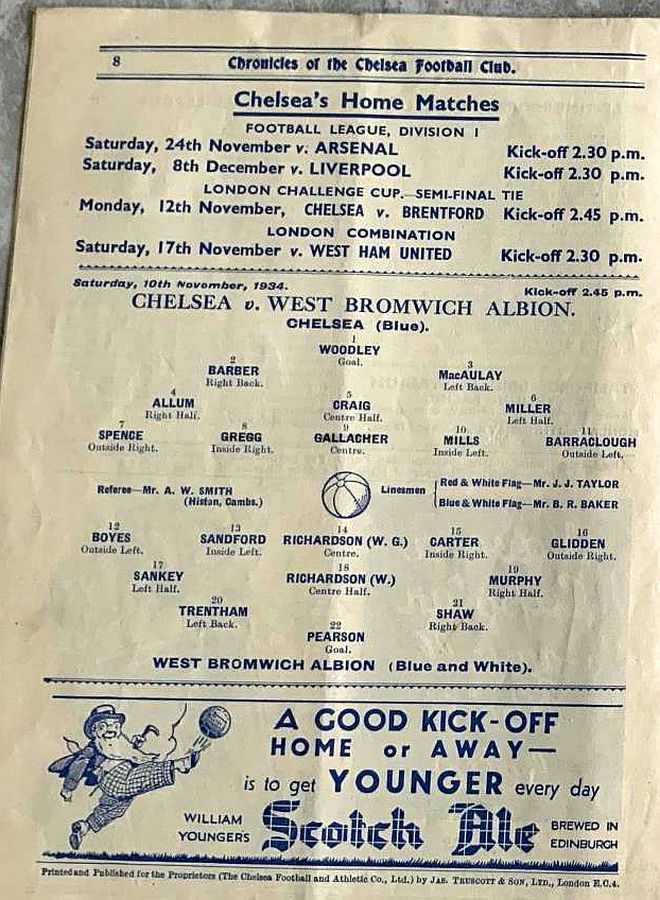 8 Chronicles of the Chelsea Football Club.
Chelsea's Home Matches
FOOTBALL LEAGUE, DIVISION I
Saturday, 24th November v. ARSENAL Kick-off 2.30 p.m.
Saturday, 8th December v. LIVERPOOL Kick-off 2.30 p.m.
LONDON CHALLENGE CUP.—SEMI-FINAL TIE
Monday, 12th November, CHELSEA v. BRENTFORD Kick-off 2.45 p.m.
LONDON COMBINATION
Saturday, 17th November v. WEST HAM UNITED Kick-off 2.30 p.m.
Saturday, 10th November, 1934. Kick-off 2.45 p.m.
CHELSEA v. WEST BROMWICH ALBION.
CHELSEA (Blue).
1
WOODLEY
Goal.
2 3
BARBER MacAULAY
Right Back. Left Back.
4 5 6
ALLUM CRAIG MILLER
Right Half. Centre Half. Left Half.
7 8 9 10 11
SPENCE GREGG GALLACHER MILLS BARRACLOUGH
Outside Right. Inside Right. Centre. Inside Left. Outside Left.
Referee—Mr. A. W. SMITH
(Histon, Cambs.)
Linesmen
Red & White Flag—Mr. J. J. TAYLOR
Blue & White Flag—Mr. B. R. BAKER
12 13 14 15 16
BOYES SANDFORD RICHARDSON (W. G.) CARTER GLIDDEN
Outside Left. Inside Left. Centre. Inside Right. Outside Right.
17 18 19
SANKEY RICHARDSON (W.) MURPHY
Left Half. Centre Half. Right Half.
20 21
TRENTHAM SHAW
Left Back. Right Back.
22
PEARSON
Goal.
WEST BROMWICH ALBION (Blue and White).
A GOOD KICK-OFF
HOME or AWAY—
is to get YOUNGER every day
WILLIAM YOUNGERS Scotch Ale BREWED IN EDINBURGH
Printed and Published for the Proprietors (The Chelsea Football and Athletic Co., Ltd.) by JAS. TRUSCOTT & SON, LTD., London E.C.4.